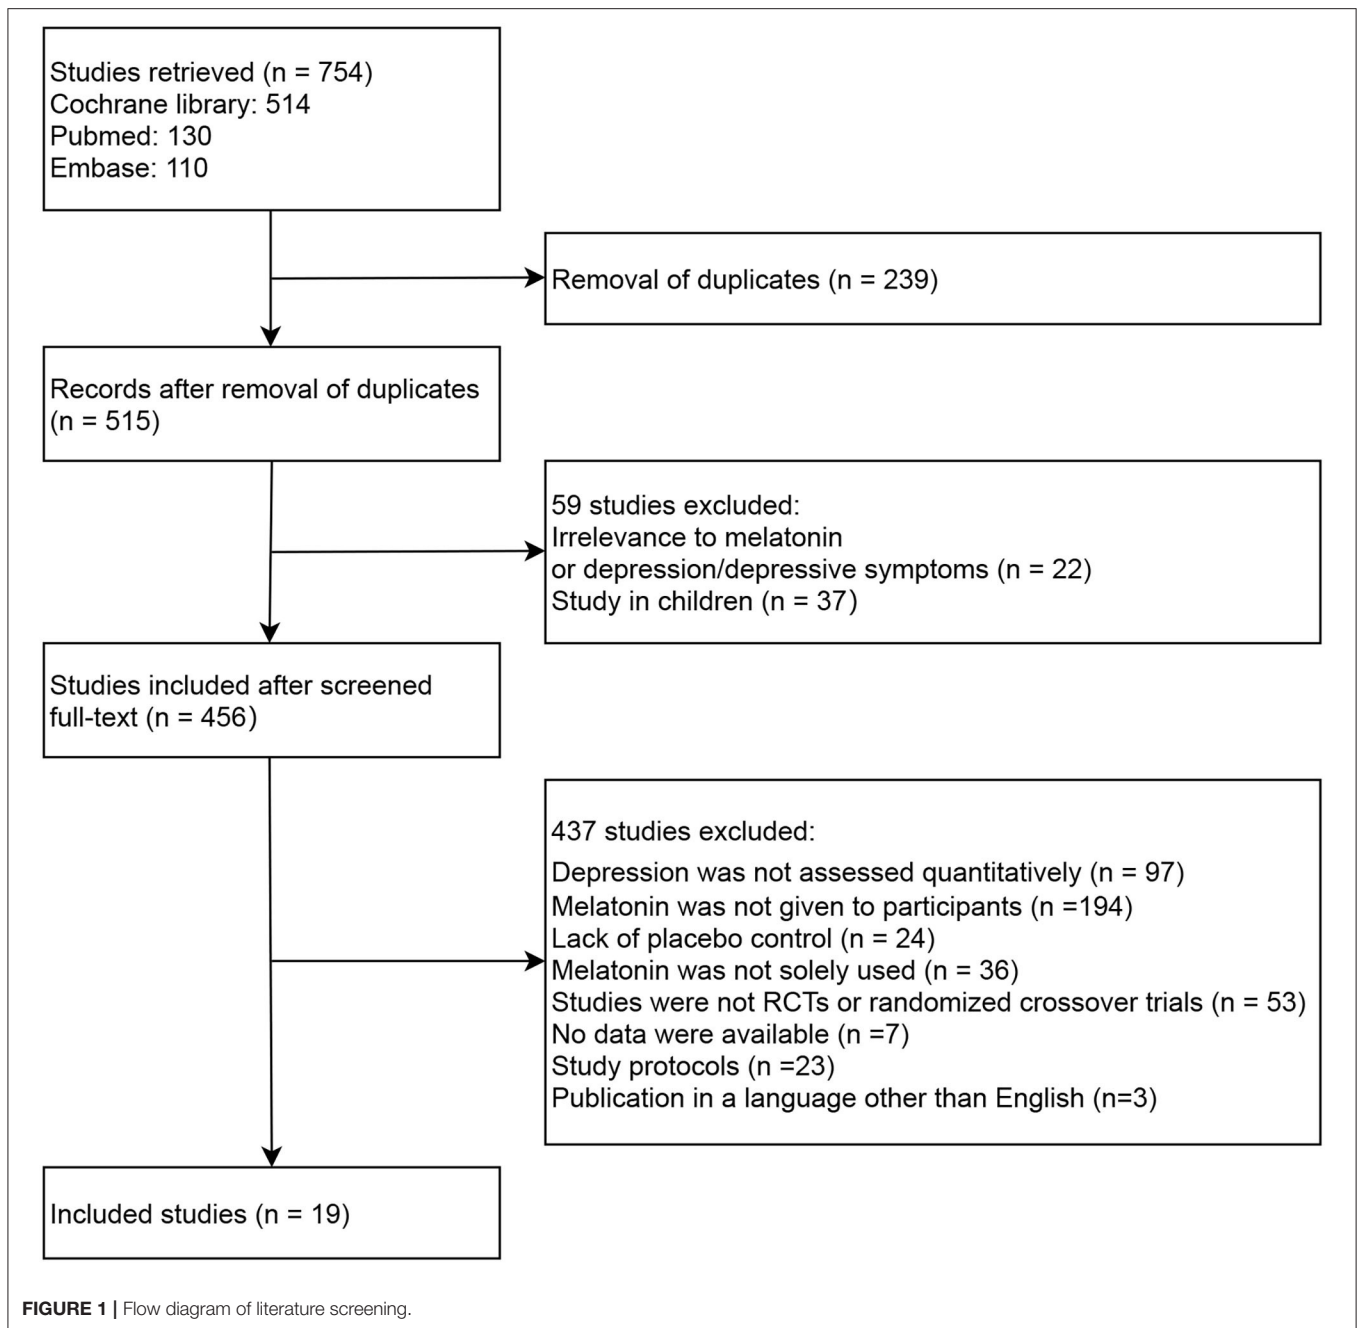 Studies retrieved (n = 754)
Cochrane library: 514
Pubmed: 130
Embase: 110
Removal of duplicates (n = 239)
Records after removal of duplicates
(n = 515)
59 studies excluded:
Irrelevance to melatonin
or depression/depressive symptoms (n = 22)
Study in children (n = 37)
Studies included after screened
full-text (n = 456)
437 studies excluded:
Depression was not assessed quantitatively (n = 97)
Melatonin was not given to participants (n =194)
Lack of placebo control (n = 24)
Melatonin was not solely used (n = 36)
Studies were not RCTs or randomized crossover trials (n = 53)
No data were available (n =7)
Study protocols (n =23)
Publication in a language other than English (n=3)
Included studies (n = 19)
FIGURE 1 | Flow diagram of literature screening.